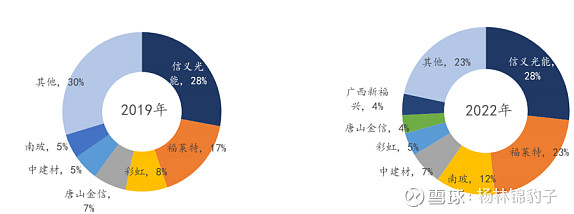 信义光
能, 28%
福莱特, 17%
彩虹, 8%
唐山金信,
7%
中建材, 5%
南玻, 5%
其他, 30%
2019年
信义光能,
28%
福莱特, 23%
南玻, 12%
中建材, 7%
彩虹, 5%
唐山金信, 4%
广西新福
兴, 4%
其他, 23%
2022年
雪球: 杨林锦豹子